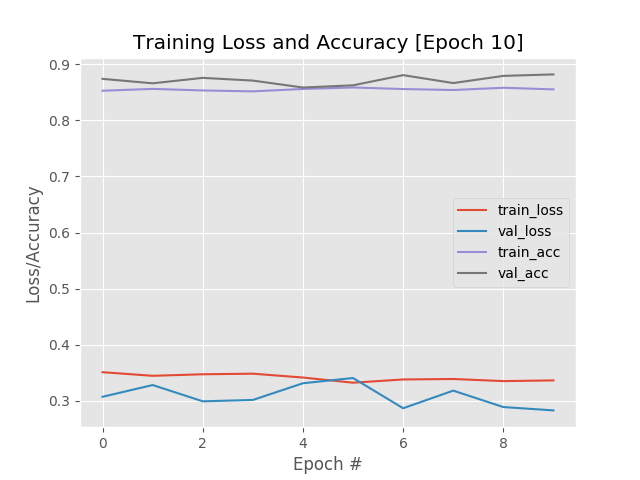 Training Loss and Accuracy [Epoch 10]
0.9
0.8
0.7
0.6
0.5
0.4
0.3
Loss/Accuracy
train_loss
val_loss
train_acc
val_acc
0 2 4 6 8
Epoch #